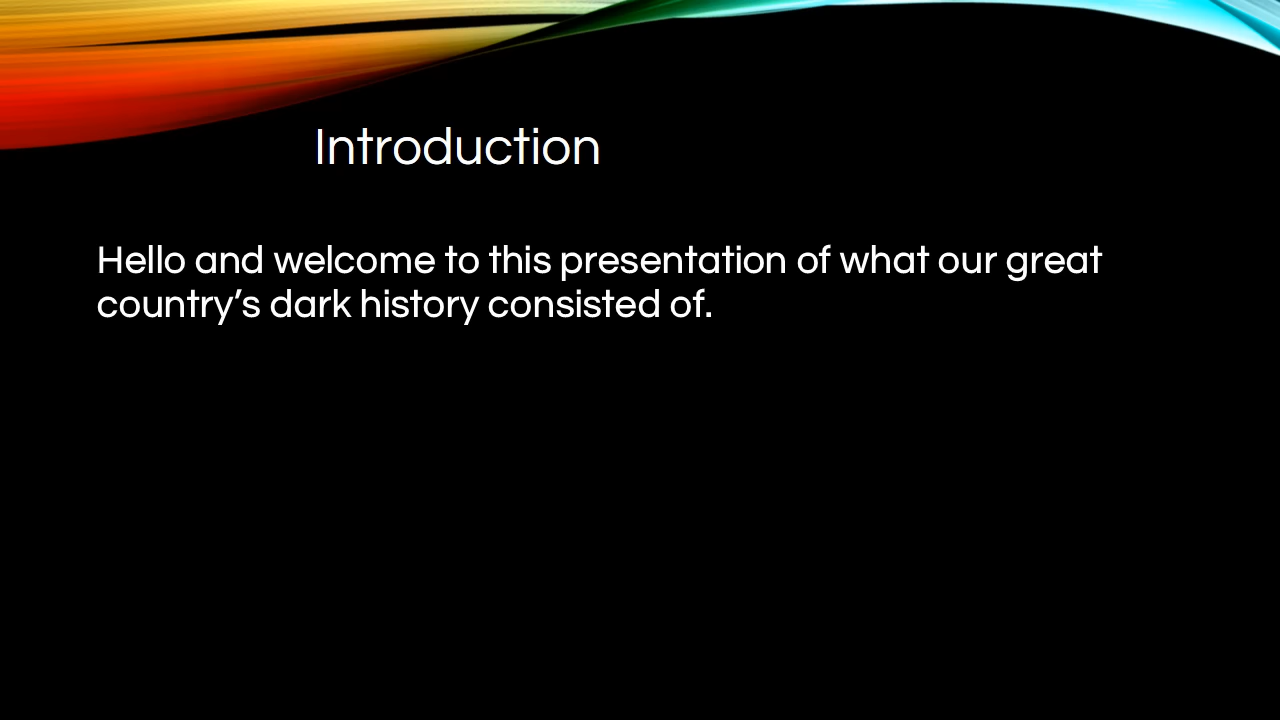 Introduction
Hello and welcome to this presentation of what our great
country’s dark history consisted of.